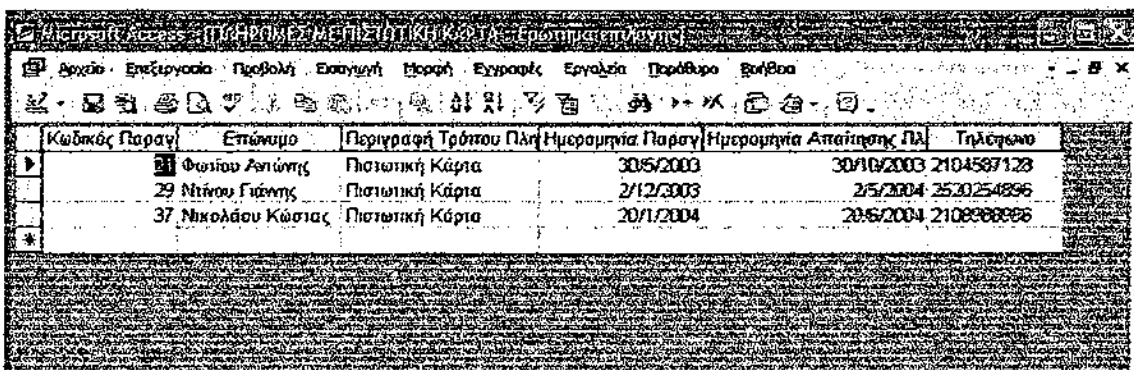 Microsoft Access - [ΠΛΗΡΩΜΕΣ ΜΕ ΠΙΣΤΩΤΙΚΗ ΚΑΡΤΑ : Ερώτημα επιλογής]
Αρχείο Επεξεργασία Προβολή Εισαγωγή Μορφή Εγγραφές Εργαλεία Παράθυρο Βοήθεια
Κωδικός Παραγγ Επώνυμο Περιγραφή Τρόπου Πλη Ημερομηνία Παραγ Ημερομηνία Απαίτησης Πλ Τηλέφωνο
21 Φωτίου Αντώνης Πιστωτική Κάρτα 30/5/2003 30/10/2003 2104587128
29 Ντίνου Γιάννης Πιστωτική Κάρτα 2/12/2003 2/5/2004 2520254896
37 Νικολάου Κώστας Πιστωτική Κάρτα 20/1/2004 20/6/2004